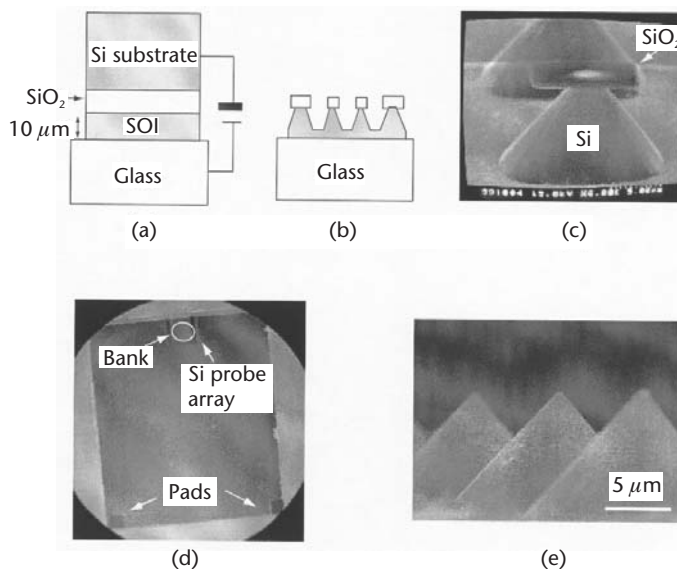 Si substrate
SiO₂
10 μm
SOI
Glass
(a)
Glass
(b)
SiO₂
Si
(c)
Bank
Si probe
array
Pads
(d)
5 μm
(e)